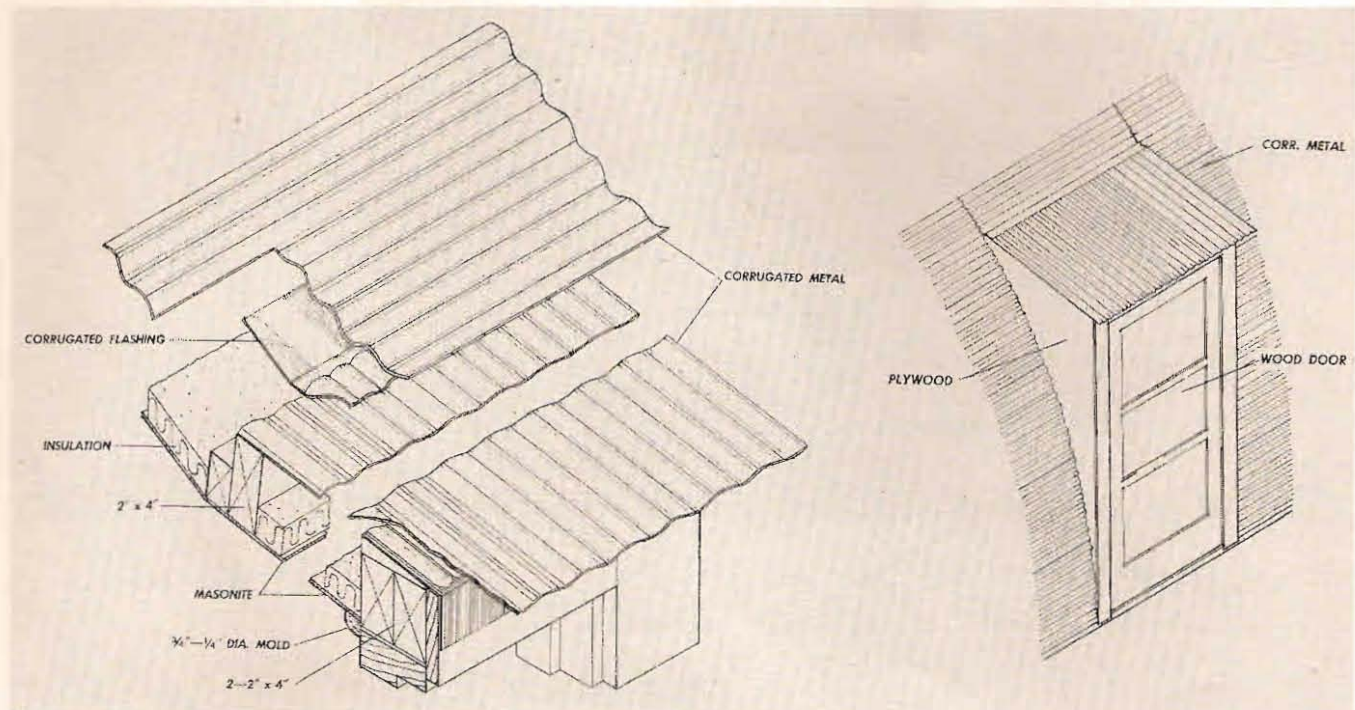 CORRUGATED METAL
CORRUGATED FLASHING
INSULATION
2" x 4"
MASONITE
¾"—¼" DIA. MOLD
2—2" x 4"
CORR. METAL
PLYWOOD
WOOD DOOR